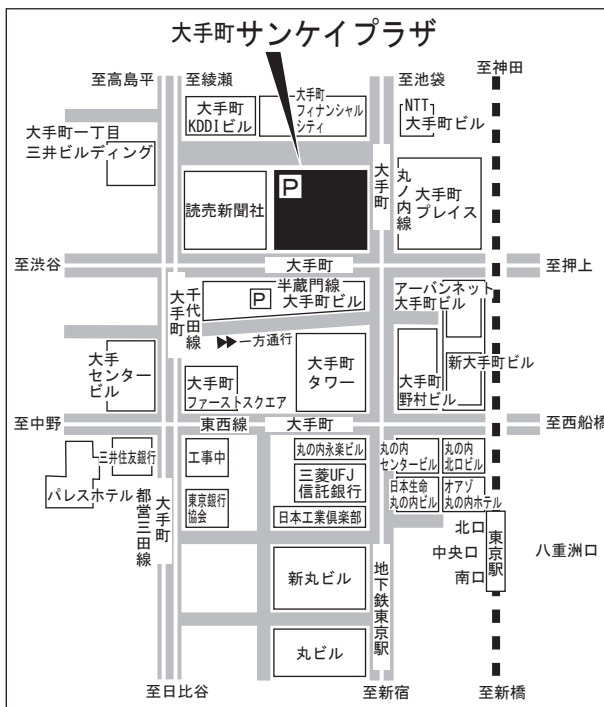 大手町サンケイプラザ
至高島平
至綾瀬
至池袋
至神田
大手町
KDDIビル
大手町
フィナンシャル
シティ
NTT
大手町ビル
大手町一丁目
三井ビルディング
P
読売新聞社
大手町
丸ノ内線
大手町
プレイス
至渋谷
大手町
至押上
半蔵門線
P
大手町ビル
アーバンネット
大手町ビル
千代田線
大手町
一方通行
大手
センター
ビル
大手町
ファーストスクエア
大手町
タワー
大手町
野村ビル
新大手町ビル
至中野
東西線
大手町
至西船橋
三井住友銀行
パレスホテル
都営三田線
大手町
工事中
東京銀行
協会
丸の内永楽ビル
三菱UFJ
信託銀行
日本工業倶楽部
丸の内
センタービル
丸の内
北口ビル
日本生命
丸の内ビル
オアゾ
丸の内ホテル
北口
中央口
南口
東京駅
八重洲口
新丸ビル
地下鉄東京駅
丸ビル
至日比谷
至新宿
至新橋